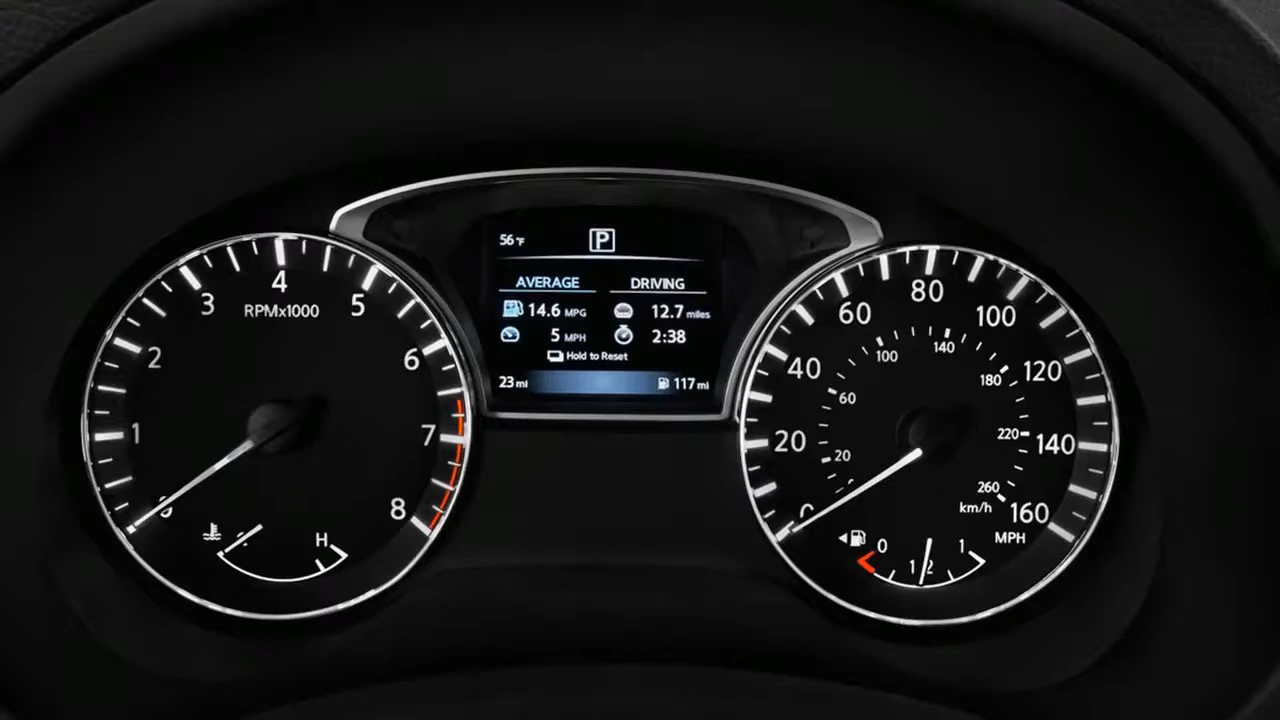 56°F P
AVERAGE DRIVING
14.6 MPG 12.7 miles
5 MPH 2:38
Hold to Reset
23 mi 117 mi
4
3 5
RPMx1000
2 6
1 7
0 8
H
80
60 100
40 120
20 140
0 160
MPH
140
100 180
60
220
20 260
km/h
0 1/2 1